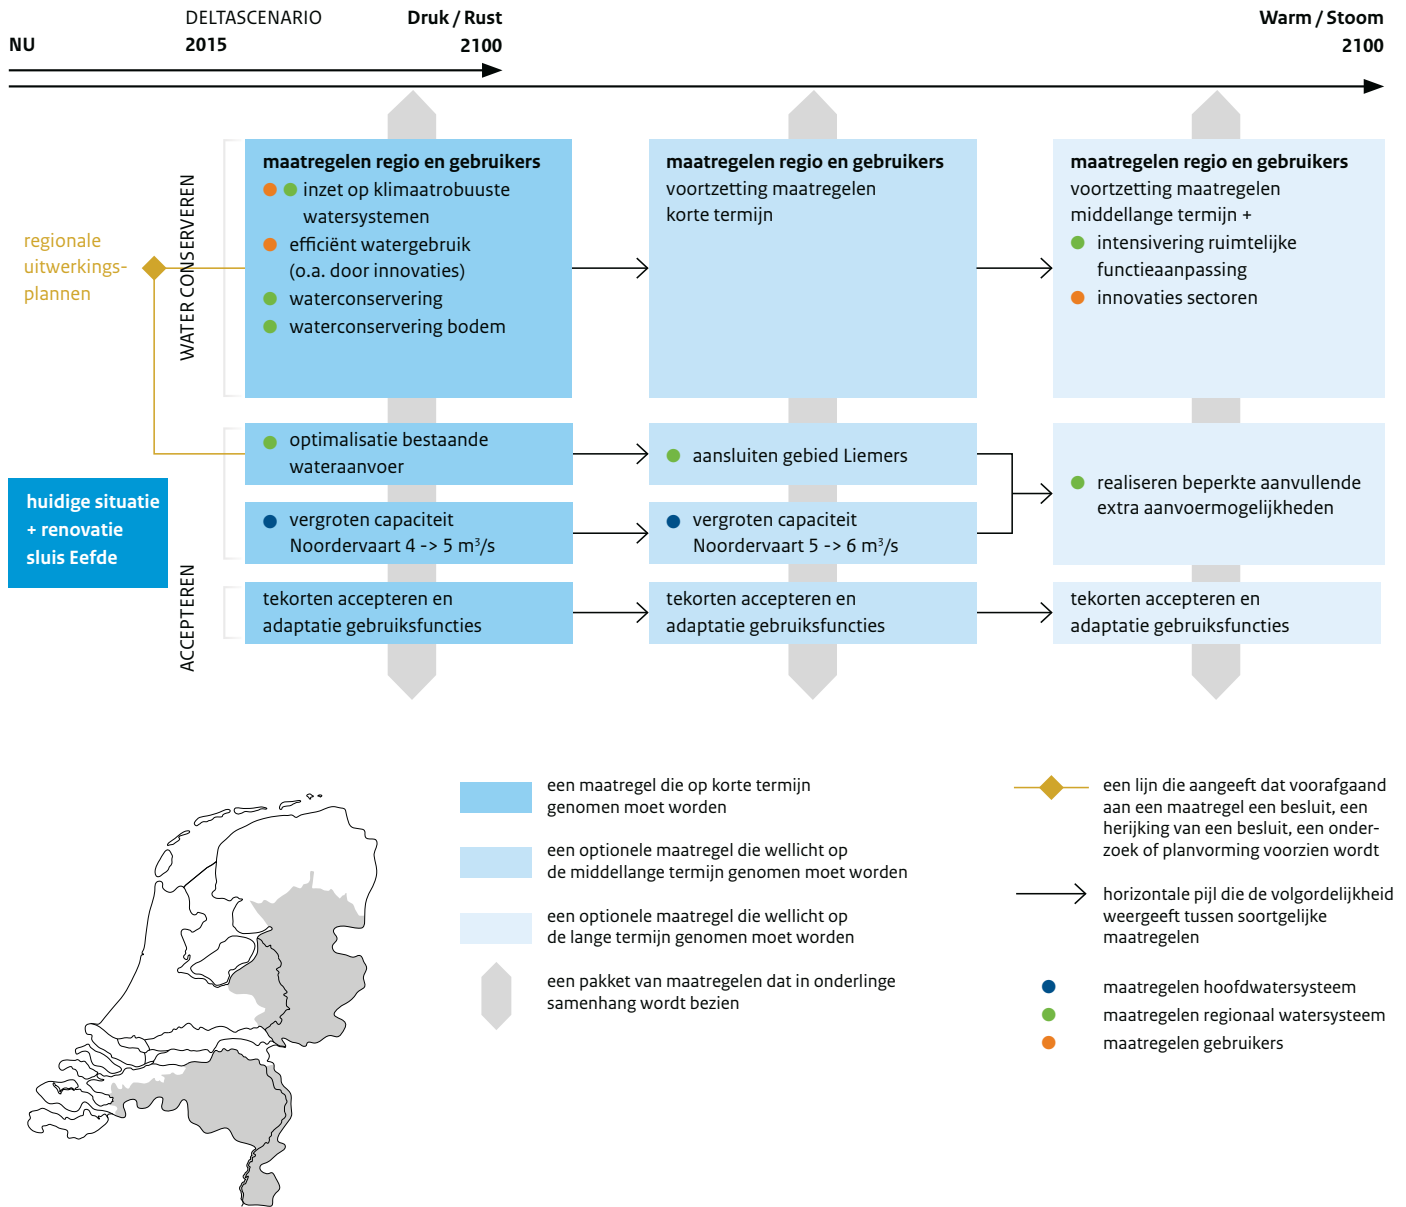 NU
DELTASCENARIO
2015
Druk / Rust
2100
Warm / Stoom
2100
regionale
uitwerkings-
plannen
huidige situatie
+ renovatie
sluis Eefde
WATER CONSERVEREN
ACCEPTEREN
maatregelen regio en gebruikers
inzet op klimaatrobuuste
watersystemen
efficiënt watergebruik
(o.a. door innovaties)
waterconservering
waterconservering bodem
maatregelen regio en gebruikers
voortzetting maatregelen
korte termijn
maatregelen regio en gebruikers
voortzetting maatregelen
middellange termijn +
intensivering ruimtelijke
functieaanpassing
innovaties sectoren
optimalisatie bestaande
wateraanvoer
aansluiten gebied Liemers
realiseren beperkte aanvullende
extra aanvoermogelijkheden
vergroten capaciteit
Noordervaart 4 -> 5 m³/s
vergroten capaciteit
Noordervaart 5 -> 6 m³/s
tekorten accepteren en
adaptatie gebruiksfuncties
tekorten accepteren en
adaptatie gebruiksfuncties
tekorten accepteren en
adaptatie gebruiksfuncties
een maatregel die op korte termijn
genomen moet worden
een optionele maatregel die wellicht op
de middellange termijn genomen moet worden
een optionele maatregel die wellicht op
de lange termijn genomen moet worden
een pakket van maatregelen dat in onderlinge
samenhang wordt bezien
een lijn die aangeeft dat voorafgaand
aan een maatregel een besluit, een
herijking van een besluit, een onder-
zoek of planvorming voorzien wordt
horizontale pijl die de volgordelijkheid
weergeeft tussen soortgelijke
maatregelen
maatregelen hoofdwatersysteem
maatregelen regionaal watersysteem
maatregelen gebruikers